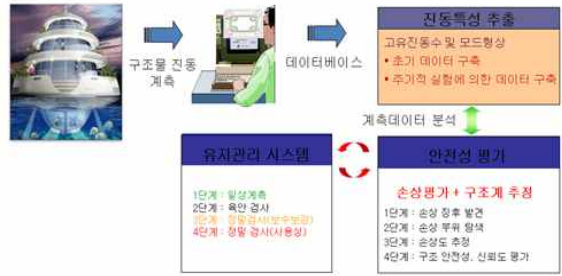 구조물 진동
계측
데이터베이스
진동특성 추출
고유진동수 및 모드형상
• 초기 데이터 구축
• 주기적 실험에 의한 데이터 구축
계측데이터 분석
유지관리 시스템
1단계 : 일상계측
2단계 : 육안 검사
3단계 : 정밀검사(보수보강)
4단계 : 정밀 검사(사용성)
안전성 평가
손상평가 + 구조계 추정
1단계 : 손상 징후 발견
2단계 : 손상 부위 탐색
3단계 : 손상도 추정
4단계 : 구조 안전성, 신뢰도 평가